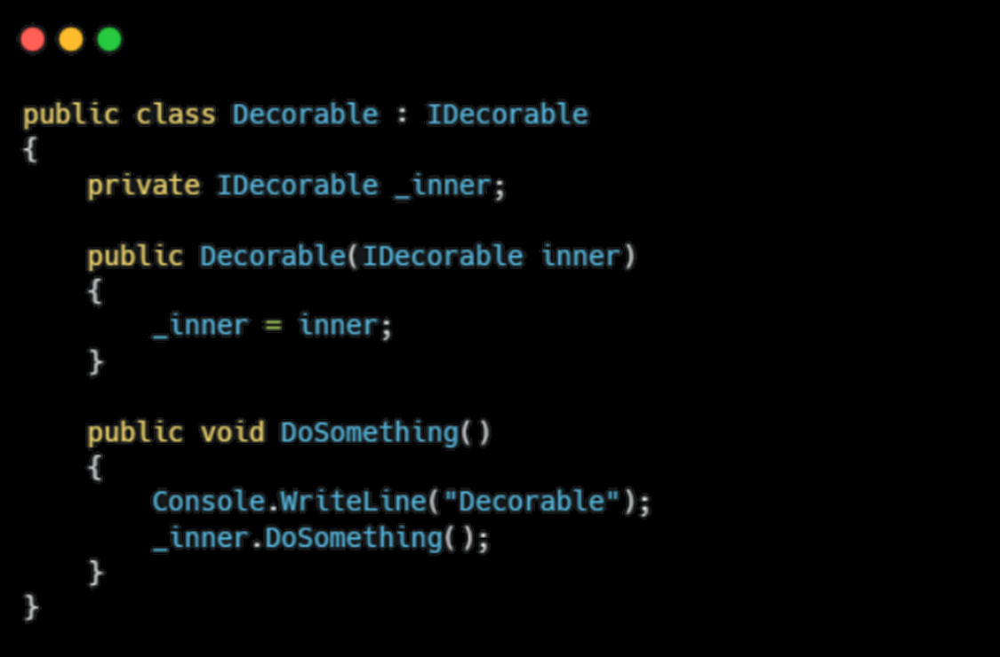 public class Decorable : IDecorable
{
    private IDecorable _inner;

    public Decorable(IDecorable inner)
    {
        _inner = inner;
    }

    public void DoSomething()
    {
        Console.WriteLine("Decorable");
        _inner.DoSomething();
    }
}